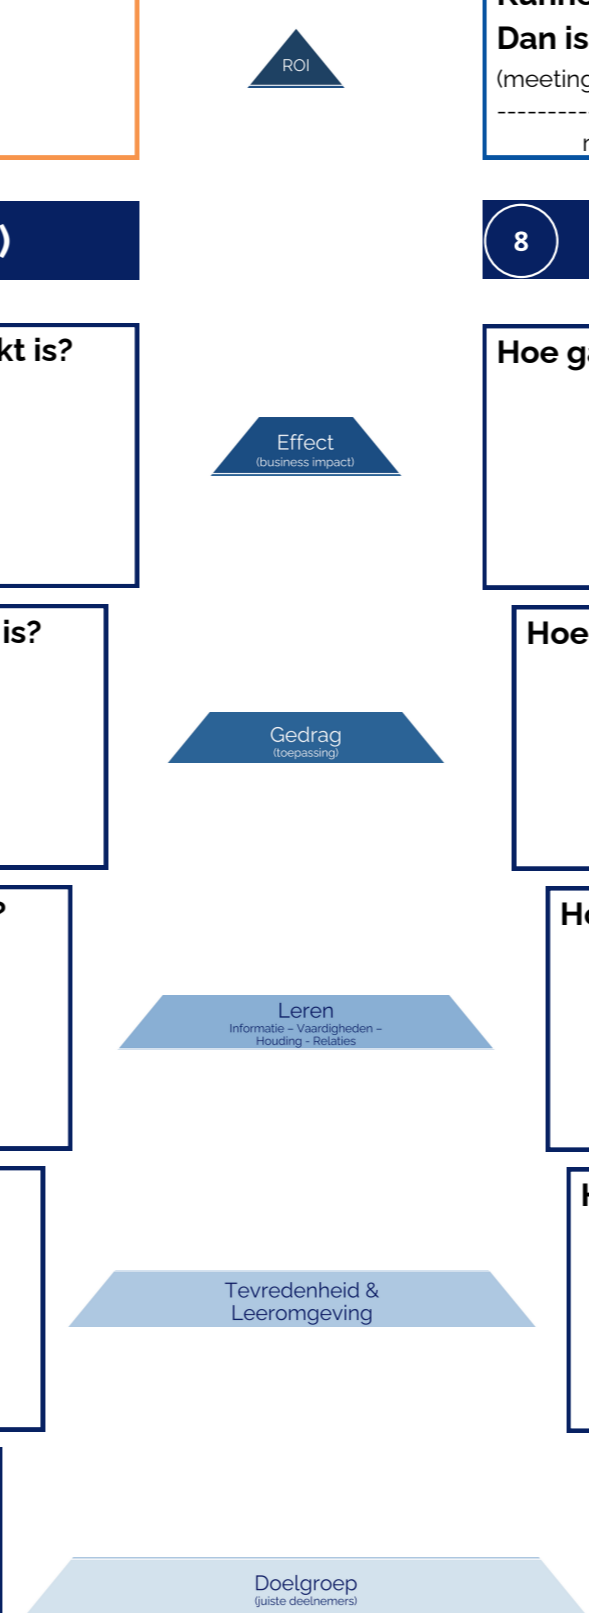 Dan is
(meeting
ROI
)
8
kt is?
Hoe g
Effect
(business impact)
is?
Hoe
Gedrag
(toepassing)
?
H
Leren
Informatie – Vaardigheden –
Houding - Relaties
Tevredenheid &
Leeromgeving
Doelgroep
(juiste deelnemers)